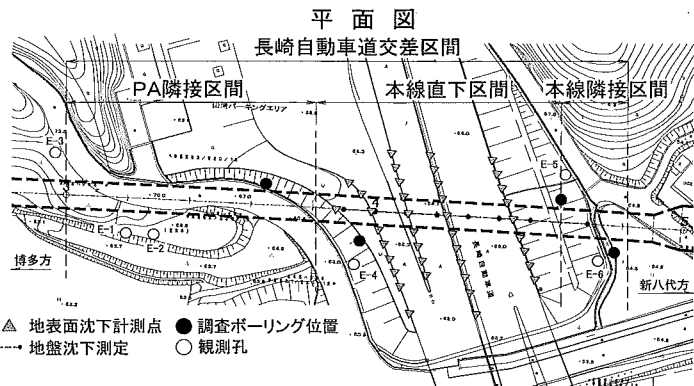 平面図
長崎自動車道交差区間
PA隣接区間
本線直下区間
本線隣接区間
山浦パーキングエリア
E-3
E-5
E-1
E-2
E-4
E-6
長崎自動車道
博多方
新八代方
地表面沈下計測点
調査ボーリング位置
地盤沈下測定
観測孔